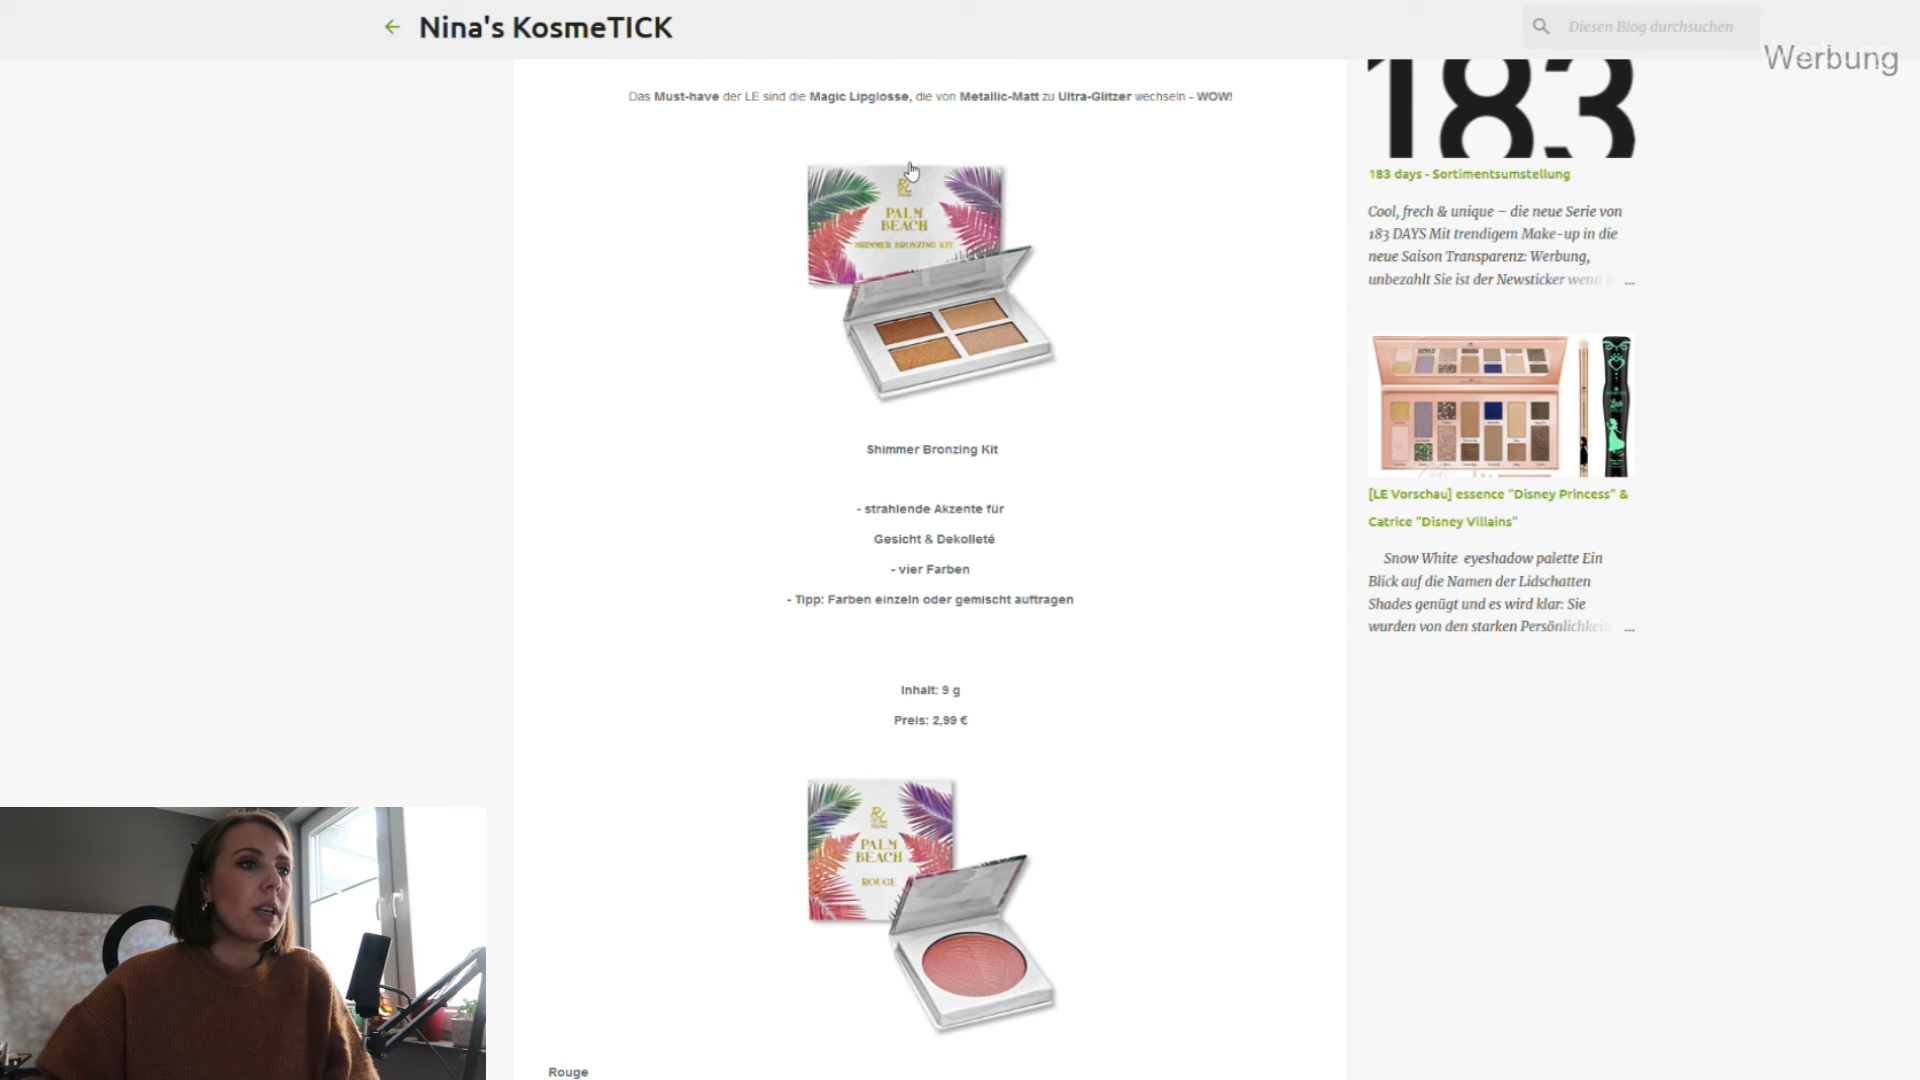 Nina's KosmeTICK
Diesen Blog durchsuchen
Werbung
Das Must-have der LE sind die Magic Lipglosse, die von Metallic-Matt zu Ultra-Glitzer wechseln - WOW!
RL
YOUNG
PALM
BEACH
SHIMMER BRONZING KIT
Shimmer Bronzing Kit
- strahlende Akzente für
Gesicht & Dekolleté
- vier Farben
- Tipp: Farben einzeln oder gemischt auftragen
Inhalt: 9 g
Preis: 2,99 €
RL
YOUNG
PALM
BEACH
ROUGE
Rouge
183
183 days - Sortimentsumstellung
Cool, frech & unique – die neue Serie von
183 DAYS Mit trendigem Make-up in die
neue Saison Transparenz: Werbung,
unbezahlt Sie ist der Newsticker wenn ...
[LE Vorschau] essence "Disney Princess" &
Catrice "Disney Villains"
Snow White eyeshadow palette Ein
Blick auf die Namen der Lidschatten
Shades genügt und es wird klar: Sie
wurden von den starken Persönlichkeit ...